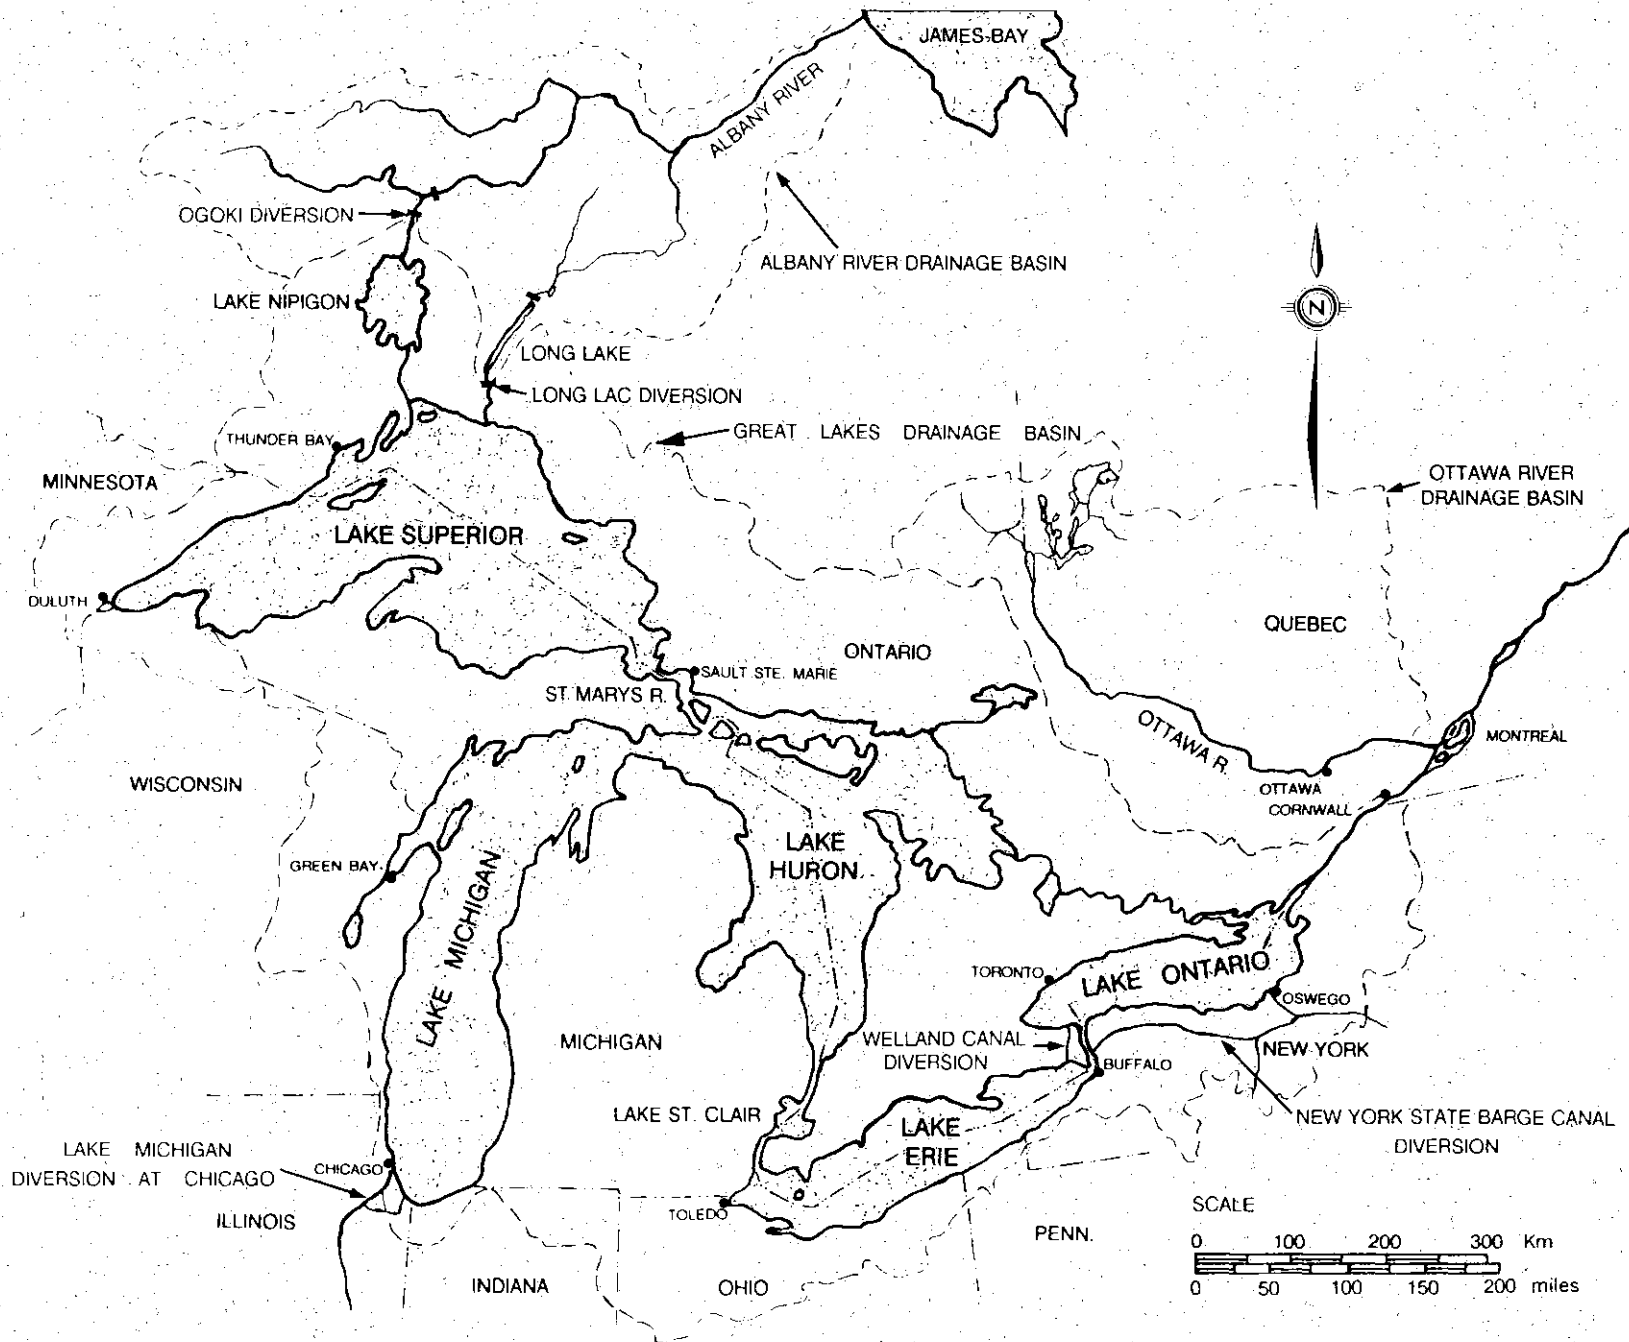 JAMES BAY
ALBANY RIVER
OGOKI DIVERSION
ALBANY RIVER DRAINAGE BASIN
LAKE NIPIGON
N
LONG LAKE
LONG LAC DIVERSION
GREAT LAKES DRAINAGE BASIN
THUNDER BAY
MINNESOTA
OTTAWA RIVER
DRAINAGE BASIN
LAKE SUPERIOR
DULUTH
QUEBEC
ONTARIO
SAULT STE. MARIE
ST. MARYS R.
OTTAWA R.
MONTREAL
WISCONSIN
OTTAWA
CORNWALL
LAKE
HURON
GREEN BAY
LAKE MICHIGAN
TORONTO
LAKE ONTARIO
OSWEGO
MICHIGAN
WELLAND CANAL
DIVERSION
NEW YORK
BUFFALO
LAKE ST. CLAIR
LAKE
ERIE
NEW YORK STATE BARGE CANAL
DIVERSION
LAKE MICHIGAN
DIVERSION AT CHICAGO
CHICAGO
ILLINOIS
TOLEDO
PENN.
INDIANA
OHIO
SCALE
0 100 200 300 Km
0 50 100 150 200 miles